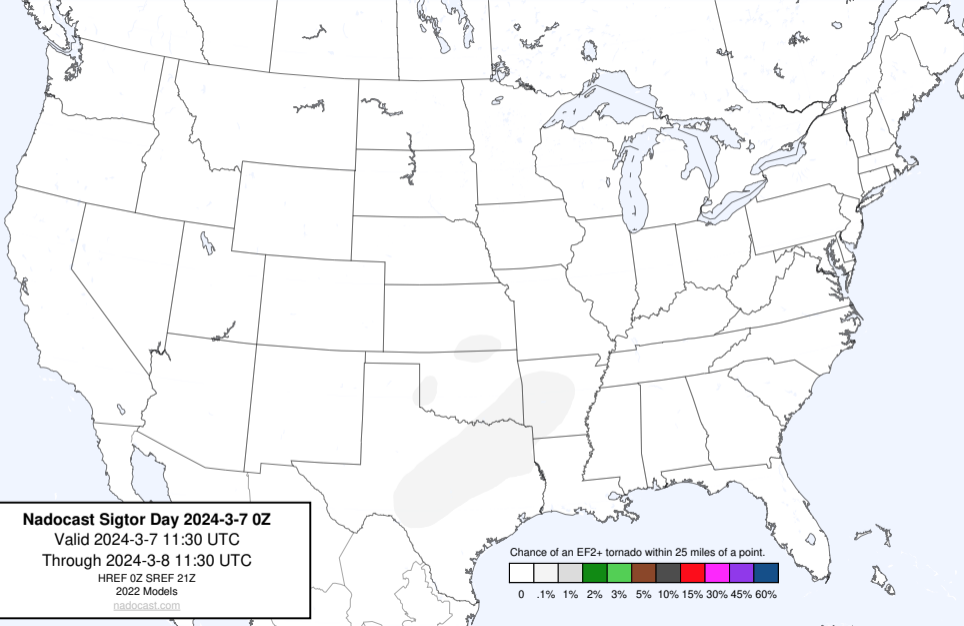 Nadocast Sigtor Day 2024-3-7 0Z
Valid 2024-3-7 11:30 UTC
Through 2024-3-8 11:30 UTC
HREF 0Z SREF 21Z
2022 Models
nadocast.com
Chance of an EF2+ tornado within 25 miles of a point.
0 .1% 1% 2% 3% 5% 10% 15% 30% 45% 60%